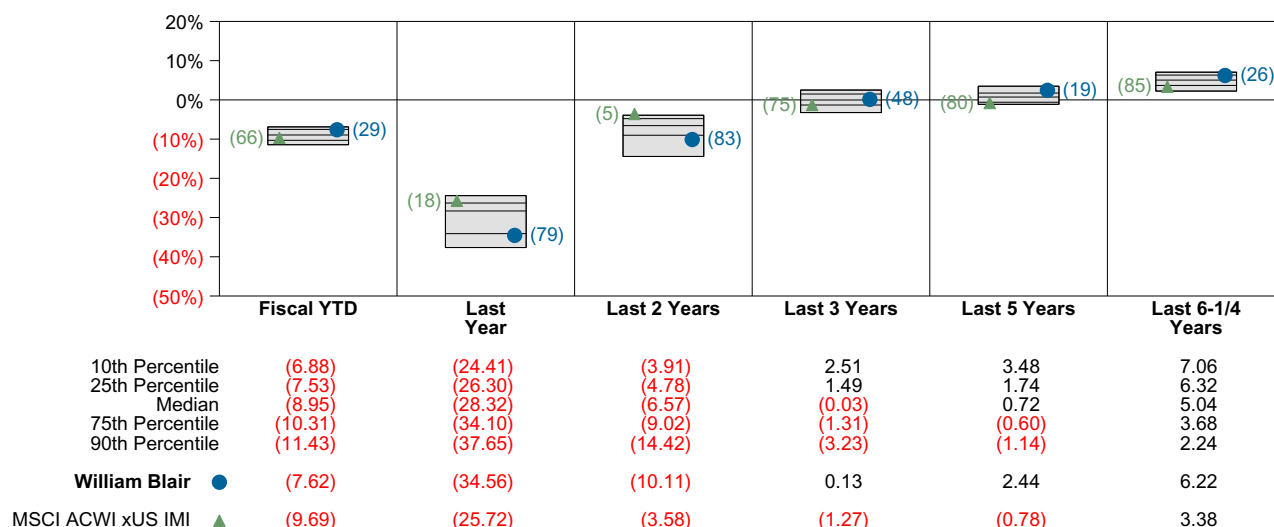 20%
10%
0%
(10%)
(20%)
(30%)
(40%)
(50%)
(66) (29)
(18) (79)
(5) (83)
(75) (48)
(80) (19)
(85) (26)
Fiscal YTD Last Year Last 2 Years Last 3 Years Last 5 Years Last 6-1/4 Years
10th Percentile (6.88) (24.41) (3.91) 2.51 3.48 7.06
25th Percentile (7.53) (26.30) (4.78) 1.49 1.74 6.32
Median (8.95) (28.32) (6.57) (0.03) 0.72 5.04
75th Percentile (10.31) (34.10) (9.02) (1.31) (0.60) 3.68
90th Percentile (11.43) (37.65) (14.42) (3.23) (1.14) 2.24
William Blair (7.62) (34.56) (10.11) 0.13 2.44 6.22
MSCI ACWI xUS IMI (9.69) (25.72) (3.58) (1.27) (0.78) 3.38